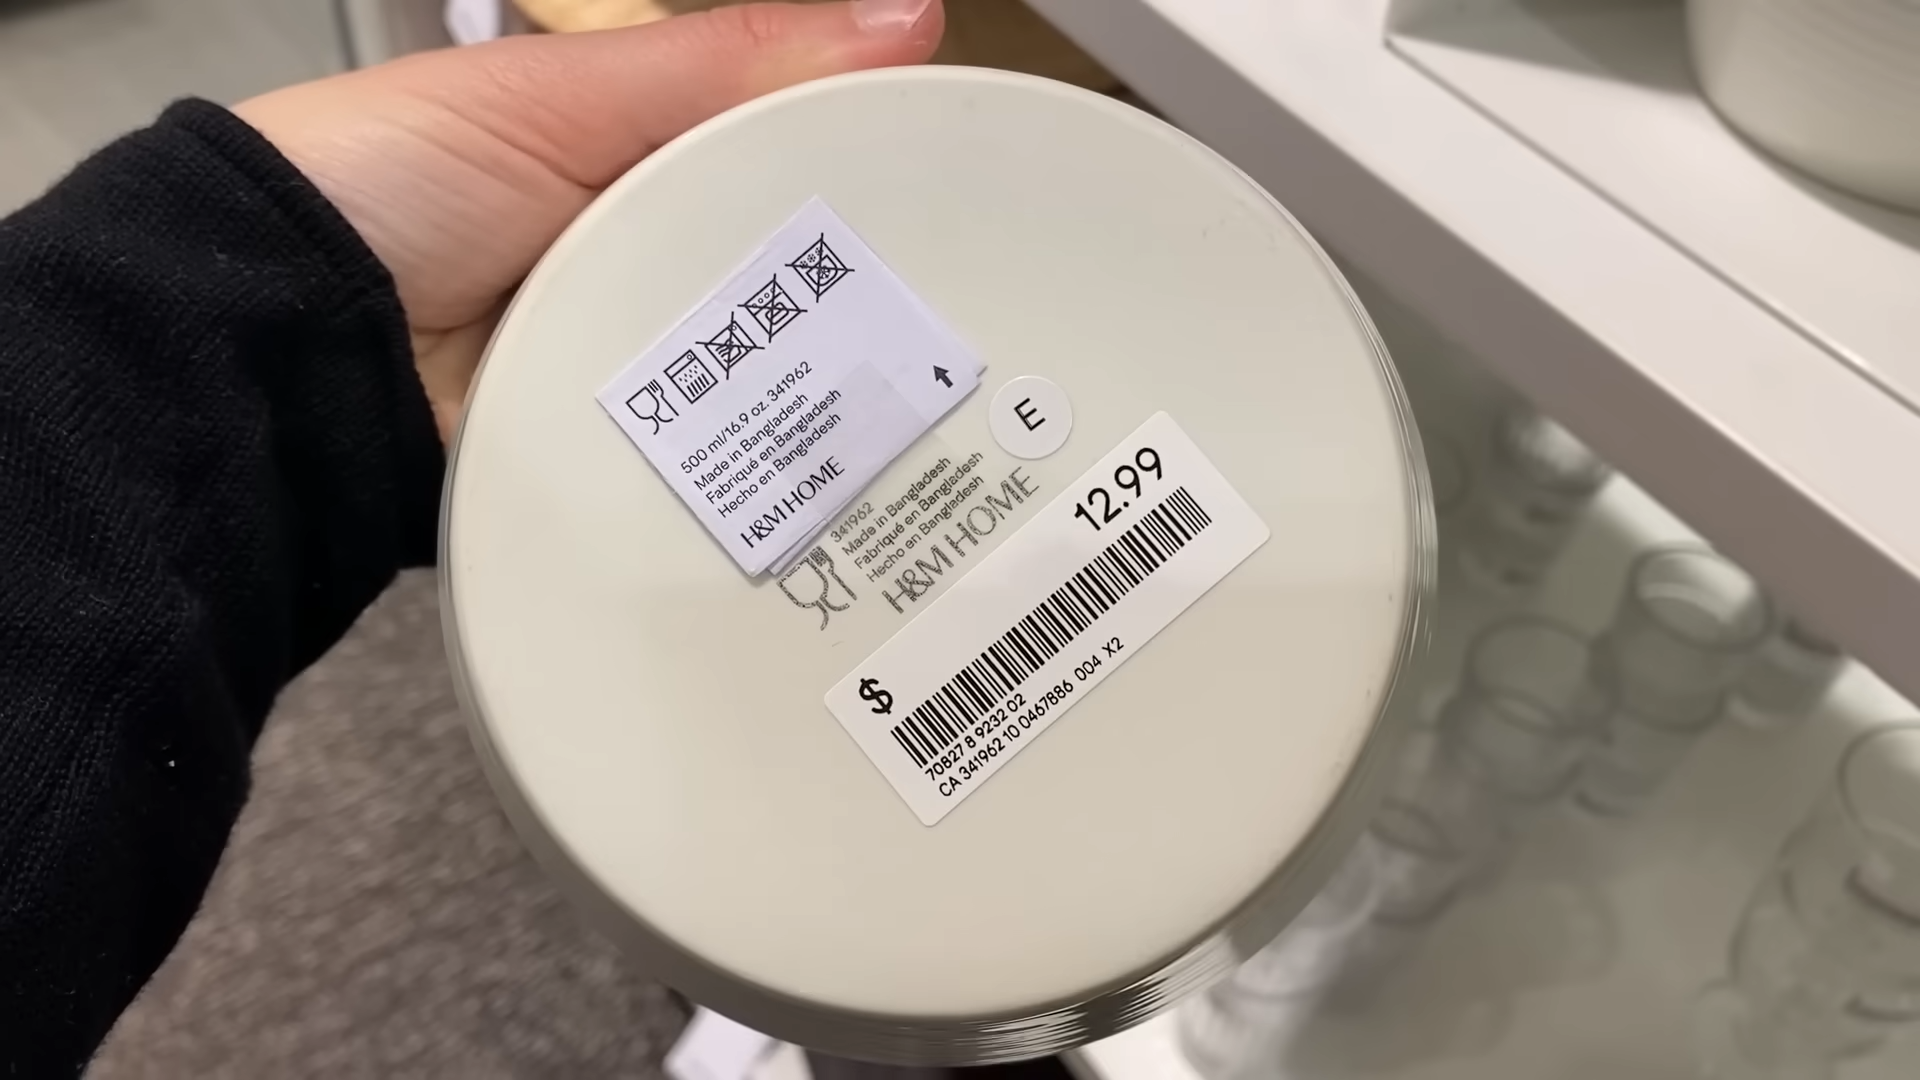 500 ml/16.9 oz. 341962
Made in Bangladesh
Fabriqué en Bangladesh
Hecho en Bangladesh
H&M HOME
E
341962
Made in Bangladesh
Fabriqué en Bangladesh
Hecho en Bangladesh
H&M HOME
12.99
$
70827 8 9232 02
CA 341962 10 0467886 004 X2